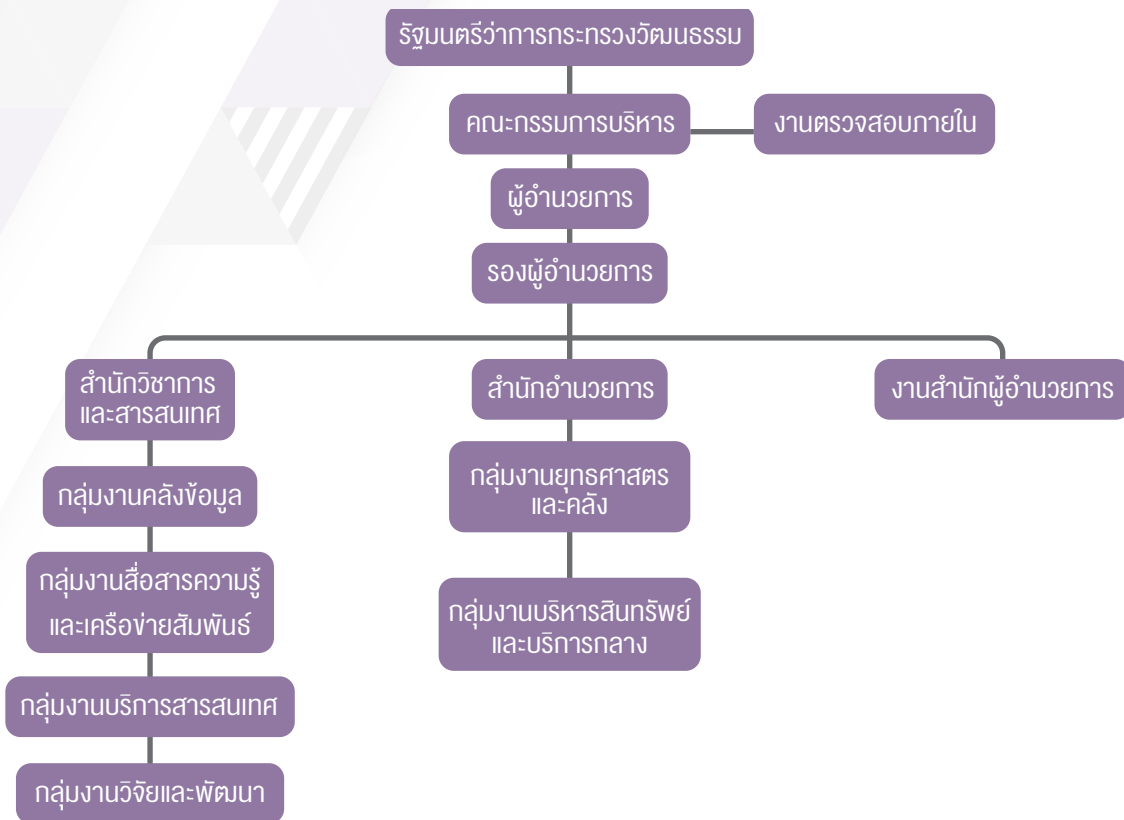 รัฐมนตรีว่าการกระทรวงวัฒนธรรม
คณะกรรมการบริหาร
งานตรวจสอบภายใน
ผู้อำนวยการ
รองผู้อำนวยการ
สำนักวิชาการ
และสารสนเทศ
สำนักอำนวยการ
งานสำนักผู้อำนวยการ
กลุ่มงานคลังข้อมูล
กลุ่มงานสื่อสารความรู้
และเครือข่ายสัมพันธ์
กลุ่มงานบริการสารสนเทศ
กลุ่มงานวิจัยและพัฒนา
กลุ่มงานยุทธศาสตร
และคลัง
กลุ่มงานบริหารสินทรัพย์
และบริการกลาง